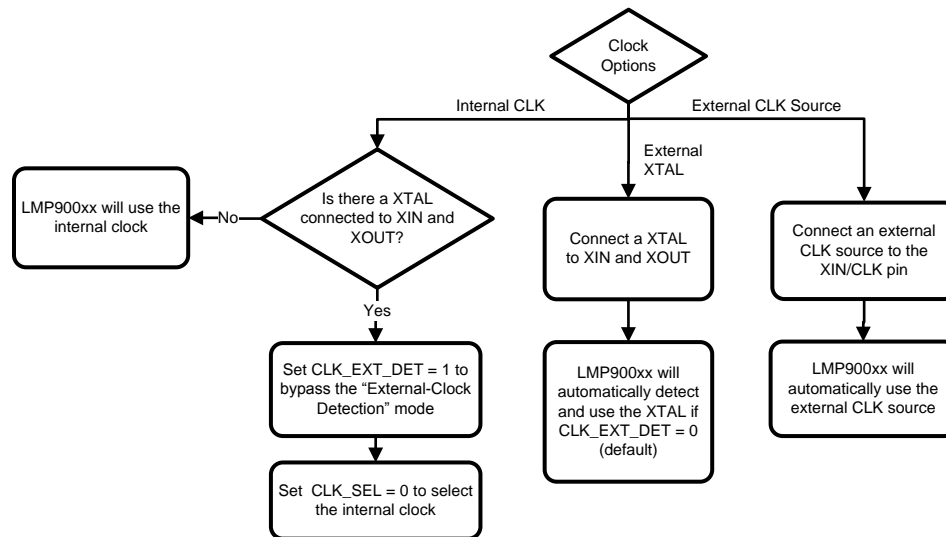 Clock
Options
Internal CLK
External CLK Source
External
XTAL
Is there a XTAL
connected to XIN and
XOUT?
No
LMP900xx will use the
internal clock
Yes
Connect a XTAL
to XIN and XOUT
Connect an external
CLK source to the
XIN/CLK pin
Set CLK_EXT_DET = 1 to
bypass the “External-Clock
Detection” mode
LMP900xx will
automatically detect
and use the XTAL if
CLK_EXT_DET = 0
(default)
LMP900xx will
automatically use the
external CLK source
Set CLK_SEL = 0 to select
the internal clock